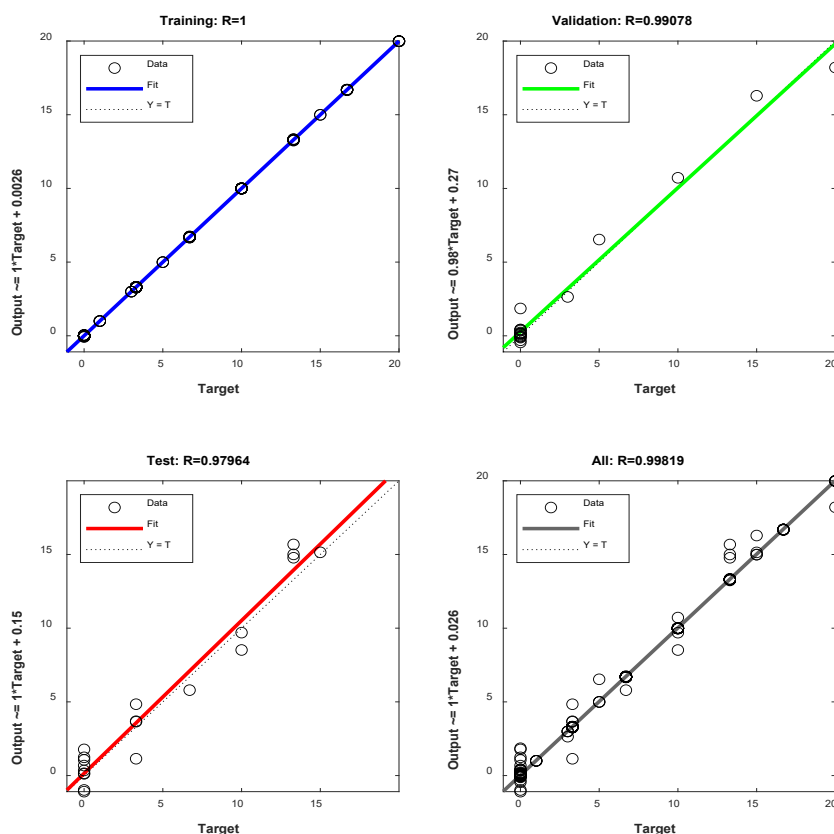 Training: R=1
Data
Fit
Y = T
Output ~= 1*Target + 0.0026
0
5
10
15
20
0
5
10
15
20
Target
Validation: R=0.99078
Data
Fit
Y = T
Output ~= 0.98*Target + 0.27
0
5
10
15
20
0
5
10
15
20
Target
Test: R=0.97964
Data
Fit
Y = T
Output ~= 1*Target + 0.15
0
5
10
15
20
0
5
10
15
Target
All: R=0.99819
Data
Fit
Y = T
Output ~= 1*Target + 0.026
0
5
10
15
20
0
5
10
15
20
Target